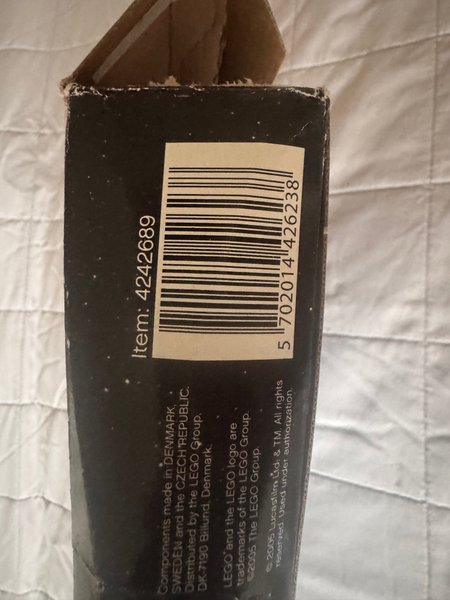 Item: 4242689
5 702014 426238
Components made in DENMARK,
SWEDEN and the CZECH REPUBLIC.
Distributed by the LEGO Group,
DK-7190 Billund, Denmark.
LEGO and the LEGO logo are
trademarks of the LEGO Group.
©2005 The LEGO Group.
© 2005 Lucasfilm Ltd. & TM. All rights
reserved. Used under authorization.